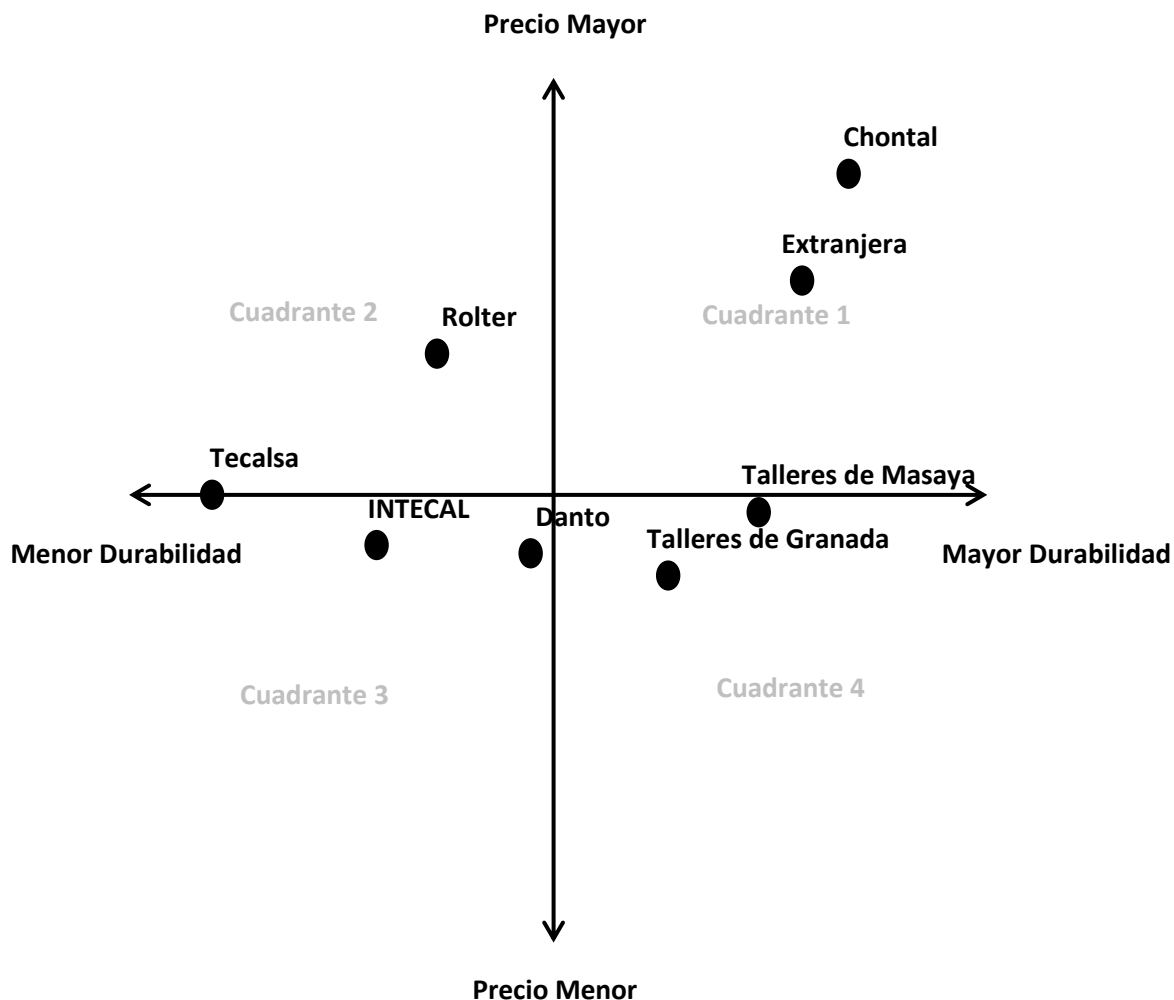 Precio Mayor
Chontal
Extranjera
Cuadrante 2
Rolter
Cuadrante 1
Tecalsa
Talleres de Masaya
INTECAL
Danto
Talleres de Granada
Menor Durabilidad
Mayor Durabilidad
Cuadrante 3
Cuadrante 4
Precio Menor